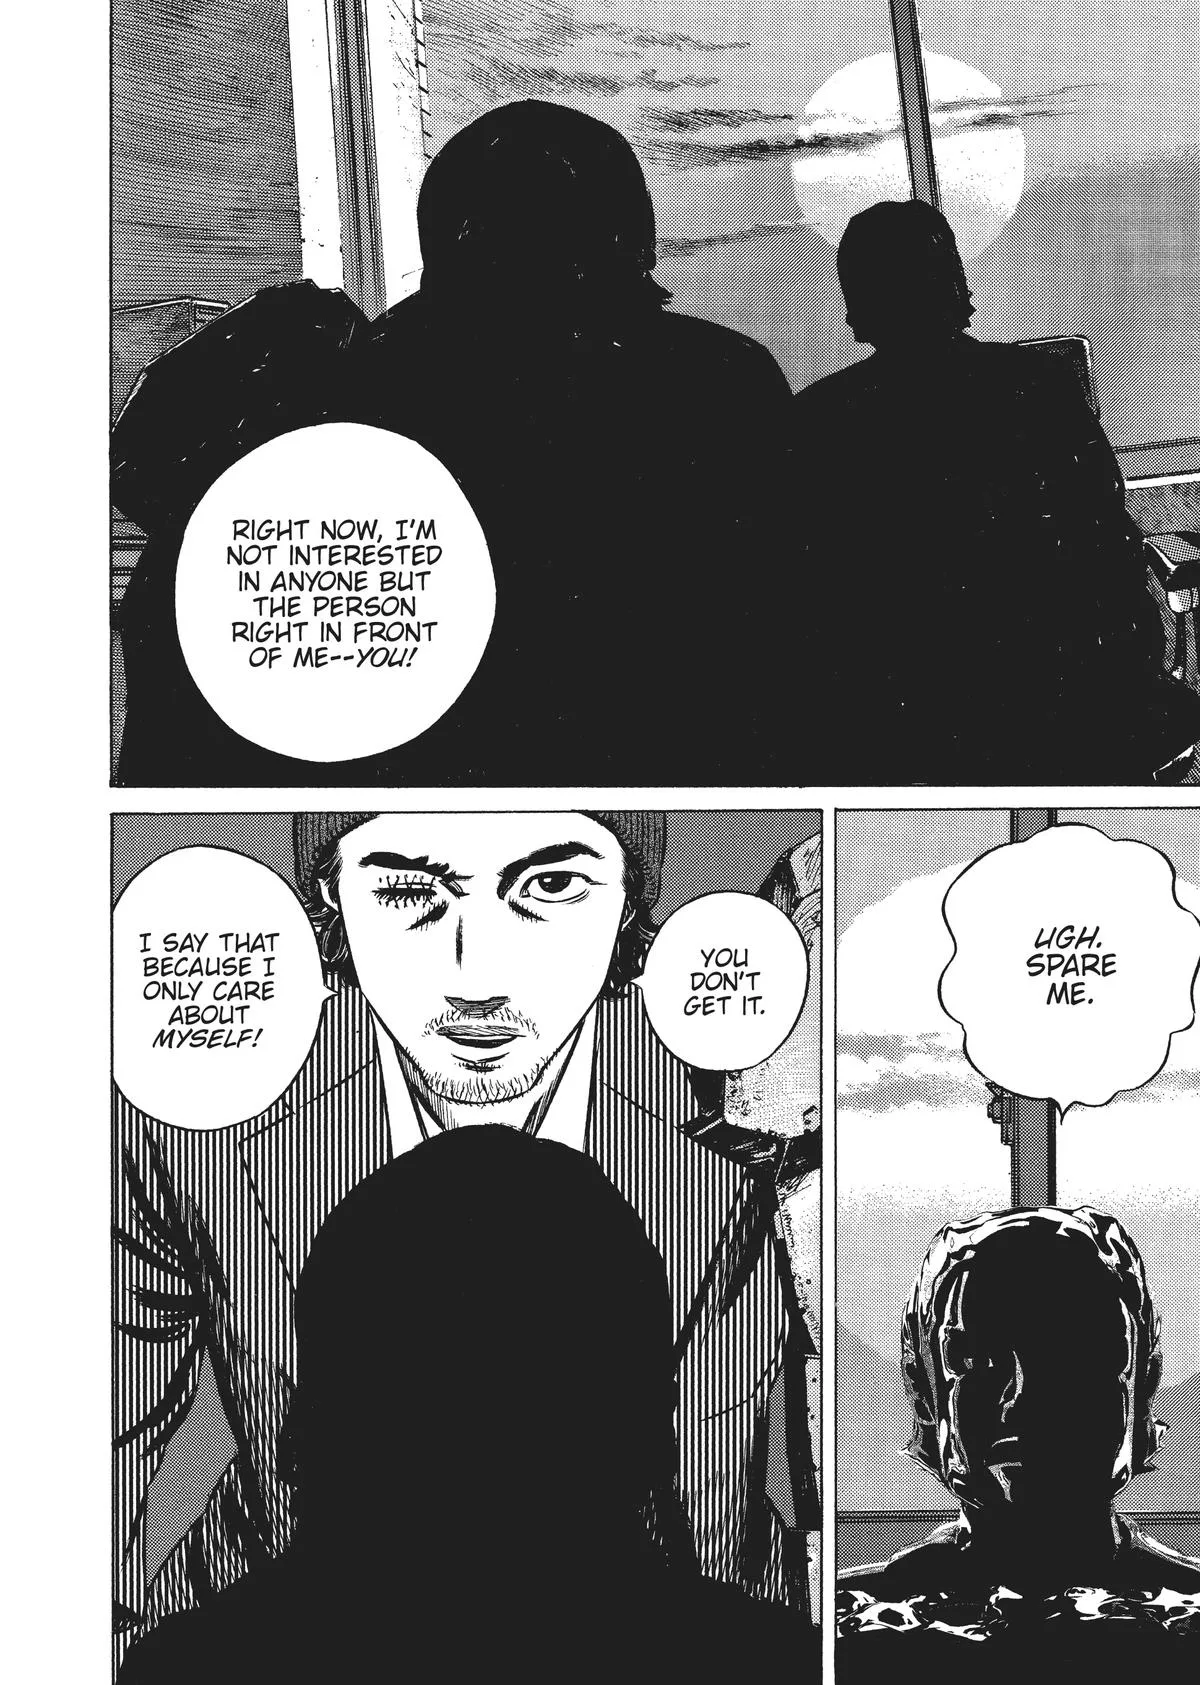 RIGHT NOW, I'M
NOT INTERESTED
IN ANYONE BUT
THE PERSON
RIGHT IN FRONT
OF ME--YOU!
UGH.
SPARE
ME.
YOU
DON'T
GET IT.
I SAY THAT
BECAUSE I
ONLY CARE
ABOUT
MYSELF!